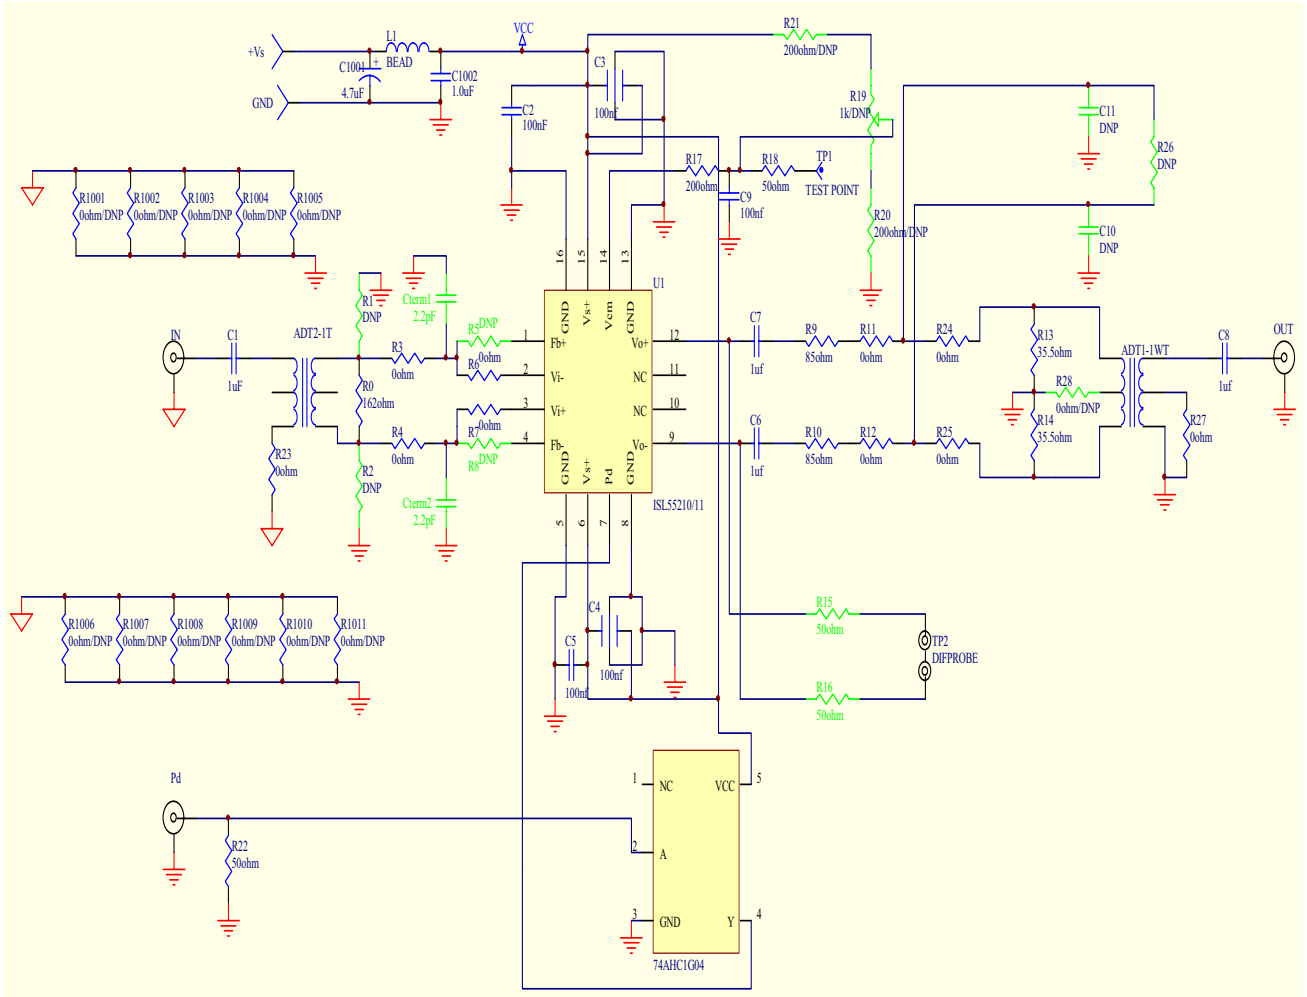 +Vs
L1
BEAD
VCC
C1001
+
4.7uF
C1002
1.0uF
GND
C2
100nF
C3
100nf
R21
200ohm/DNP
R19
1k/DNP
C11
DNP
R26
DNP
R17
200ohm
R18
50ohm
TP1
TEST POINT
C9
100nf
R20
200ohm/DNP
C10
DNP
R1001
0ohm/DNP
R1002
0ohm/DNP
R1003
0ohm/DNP
R1004
0ohm/DNP
R1005
0ohm/DNP
16
15
14
13
U1
GND
Vs+
Vcm
GND
IN
C1
1uF
ADT2-1T
R1
DNP
Cterm1
2.2pF
R3
0ohm
R0
162ohm
R4
0ohm
R2
DNP
R23
0ohm
Cterm2
2.2pF
R5
DNP
0ohm
R6
R7
0ohm
R8
DNP
1
Fb+
2
Vi-
3
Vi+
4
Fb-
12
Vo+
11
NC
10
NC
9
Vo-
GND
Vs+
Pd
GND
5
6
7
8
ISL55210/11
C7
1uf
R9
85ohm
R11
0ohm
R24
0ohm
C6
1uf
R10
85ohm
R12
0ohm
R25
0ohm
R13
35.5ohm
R28
0ohm/DNP
R14
35.5ohm
ADT1-1WT
C8
1uf
OUT
R27
0ohm
R1006
0ohm/DNP
R1007
0ohm/DNP
R1008
0ohm/DNP
R1009
0ohm/DNP
R1010
0ohm/DNP
R1011
0ohm/DNP
C4
100nf
C5
100nf
R15
50ohm
TP2
DIFPROBE
R16
50ohm
Pd
R22
50ohm
1
NC
VCC
5
2
A
3
GND
Y
4
74AHC1G04